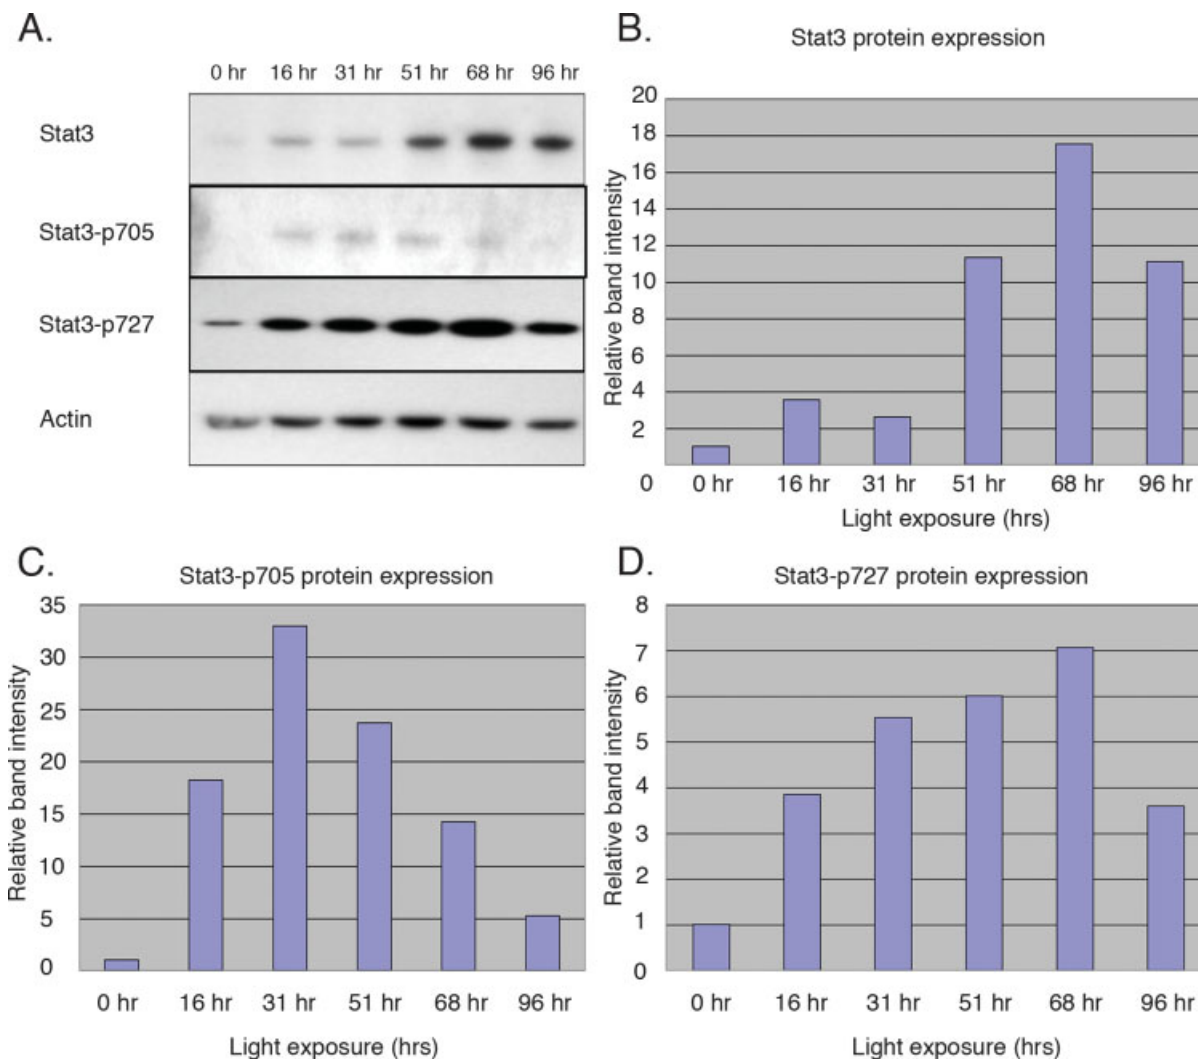 A.
0 hr 16 hr 31 hr 51 hr 68 hr 96 hr
Stat3
Stat3-p705
Stat3-p727
Actin
B.
Stat3 protein expression
Relative band intensity
20
18
16
14
12
10
8
6
4
2
0
0 hr 16 hr 31 hr 51 hr 68 hr 96 hr
Light exposure (hrs)
C.
Stat3-p705 protein expression
Relative band intensity
35
30
25
20
15
10
5
0
0 hr 16 hr 31 hr 51 hr 68 hr 96 hr
Light exposure (hrs)
D.
Stat3-p727 protein expression
Relative band intensity
8
7
6
5
4
3
2
1
0
0 hr 16 hr 31 hr 51 hr 68 hr 96 hr
Light exposure (hrs)